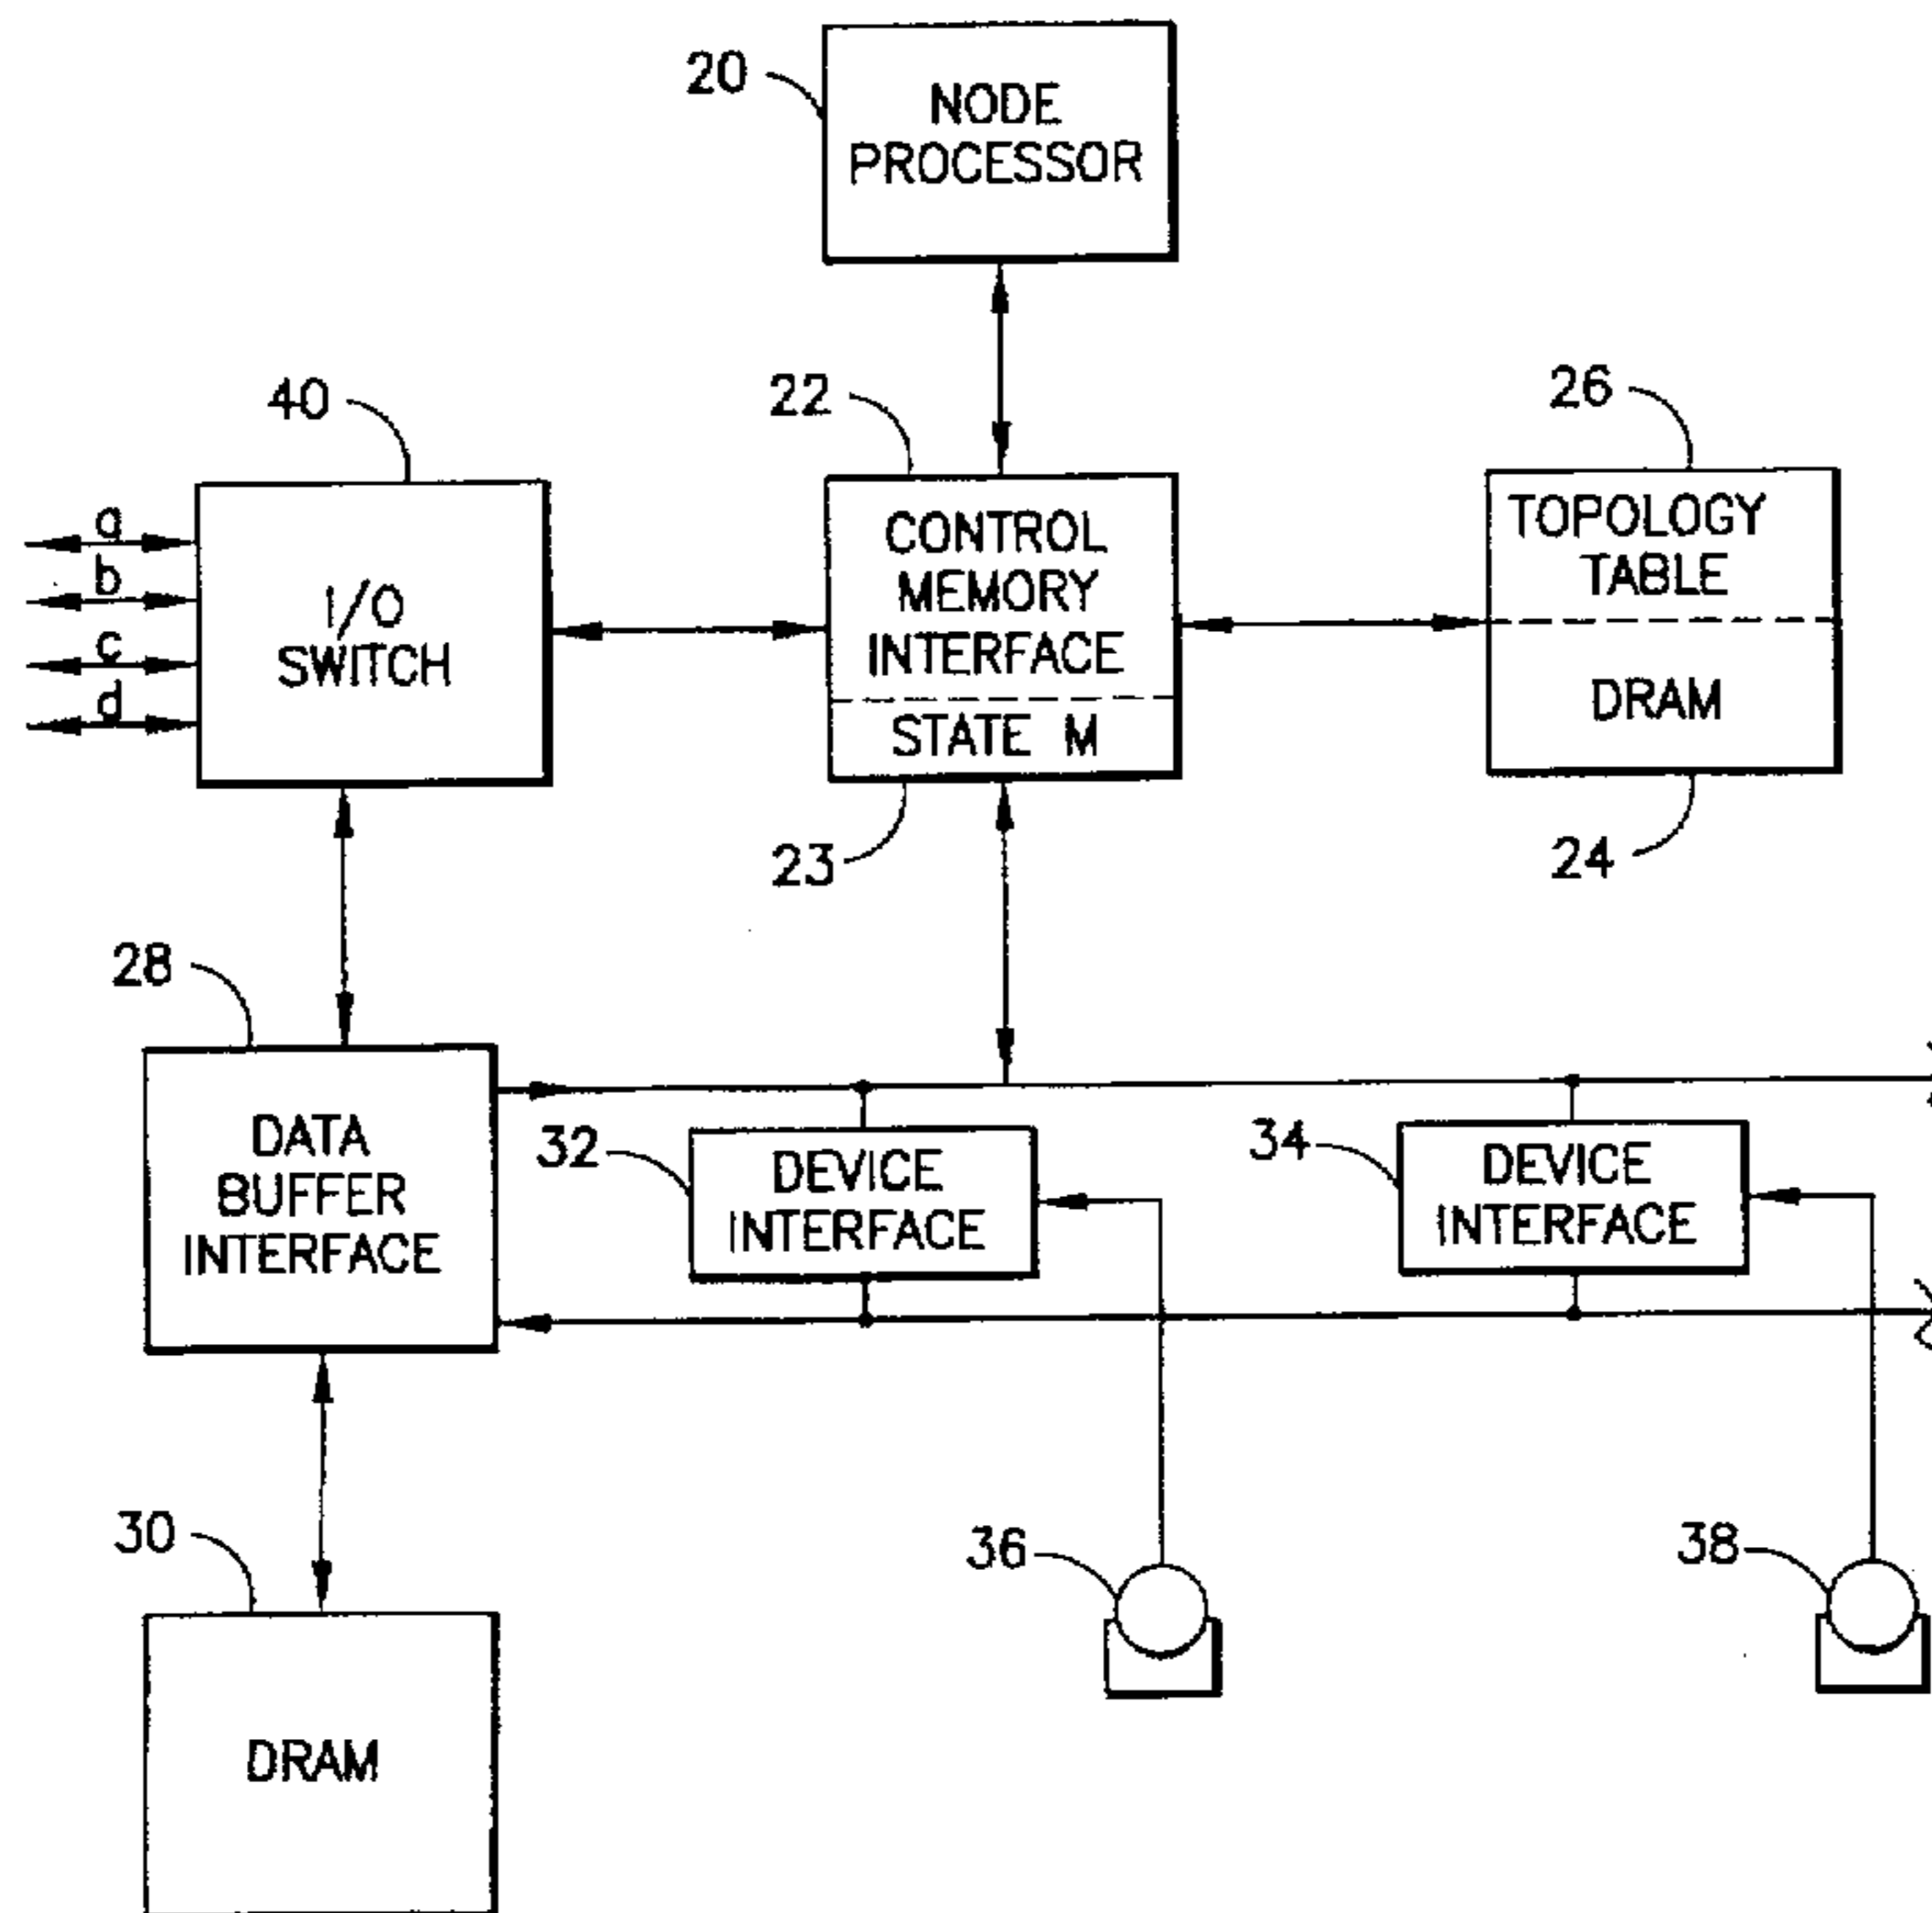 20
NODE
PROCESSOR
40
22
26
a
b
c
d
I/O
SWITCH
CONTROL
MEMORY
INTERFACE
STATE M
TOPOLOGY
TABLE
DRAM
23
24
28
DATA
BUFFER
INTERFACE
32
DEVICE
INTERFACE
34
DEVICE
INTERFACE
30
36
38
DRAM